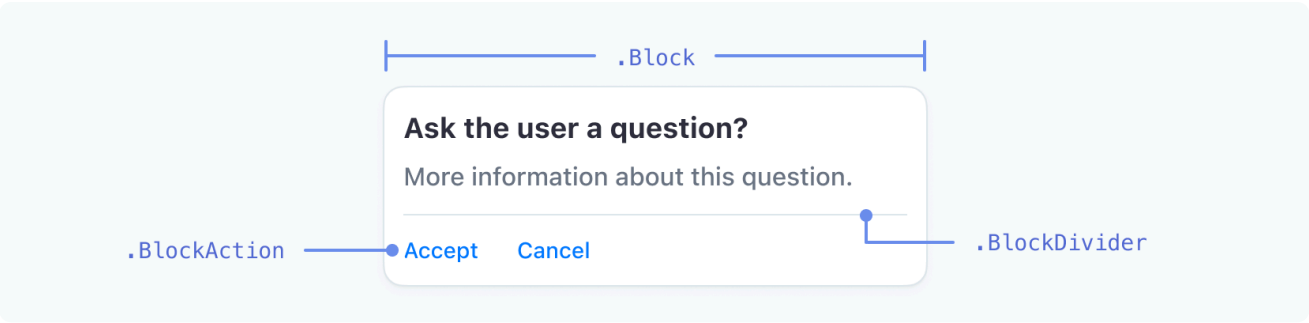 .Block
Ask the user a question?
More information about this question.
.BlockAction
Accept Cancel
.BlockDivider